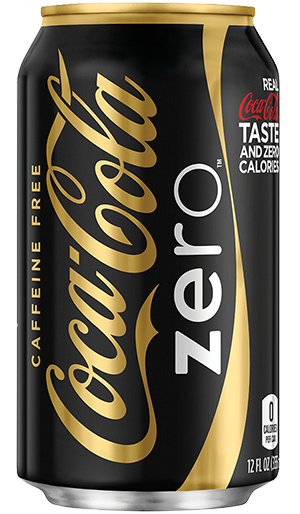 CAFFEINE FREE
Coca-Cola
zero™
REAL
Coca-Cola
TASTE
AND ZERO
CALORIES
0
CALORIES
PER CAN
12 FL OZ (355